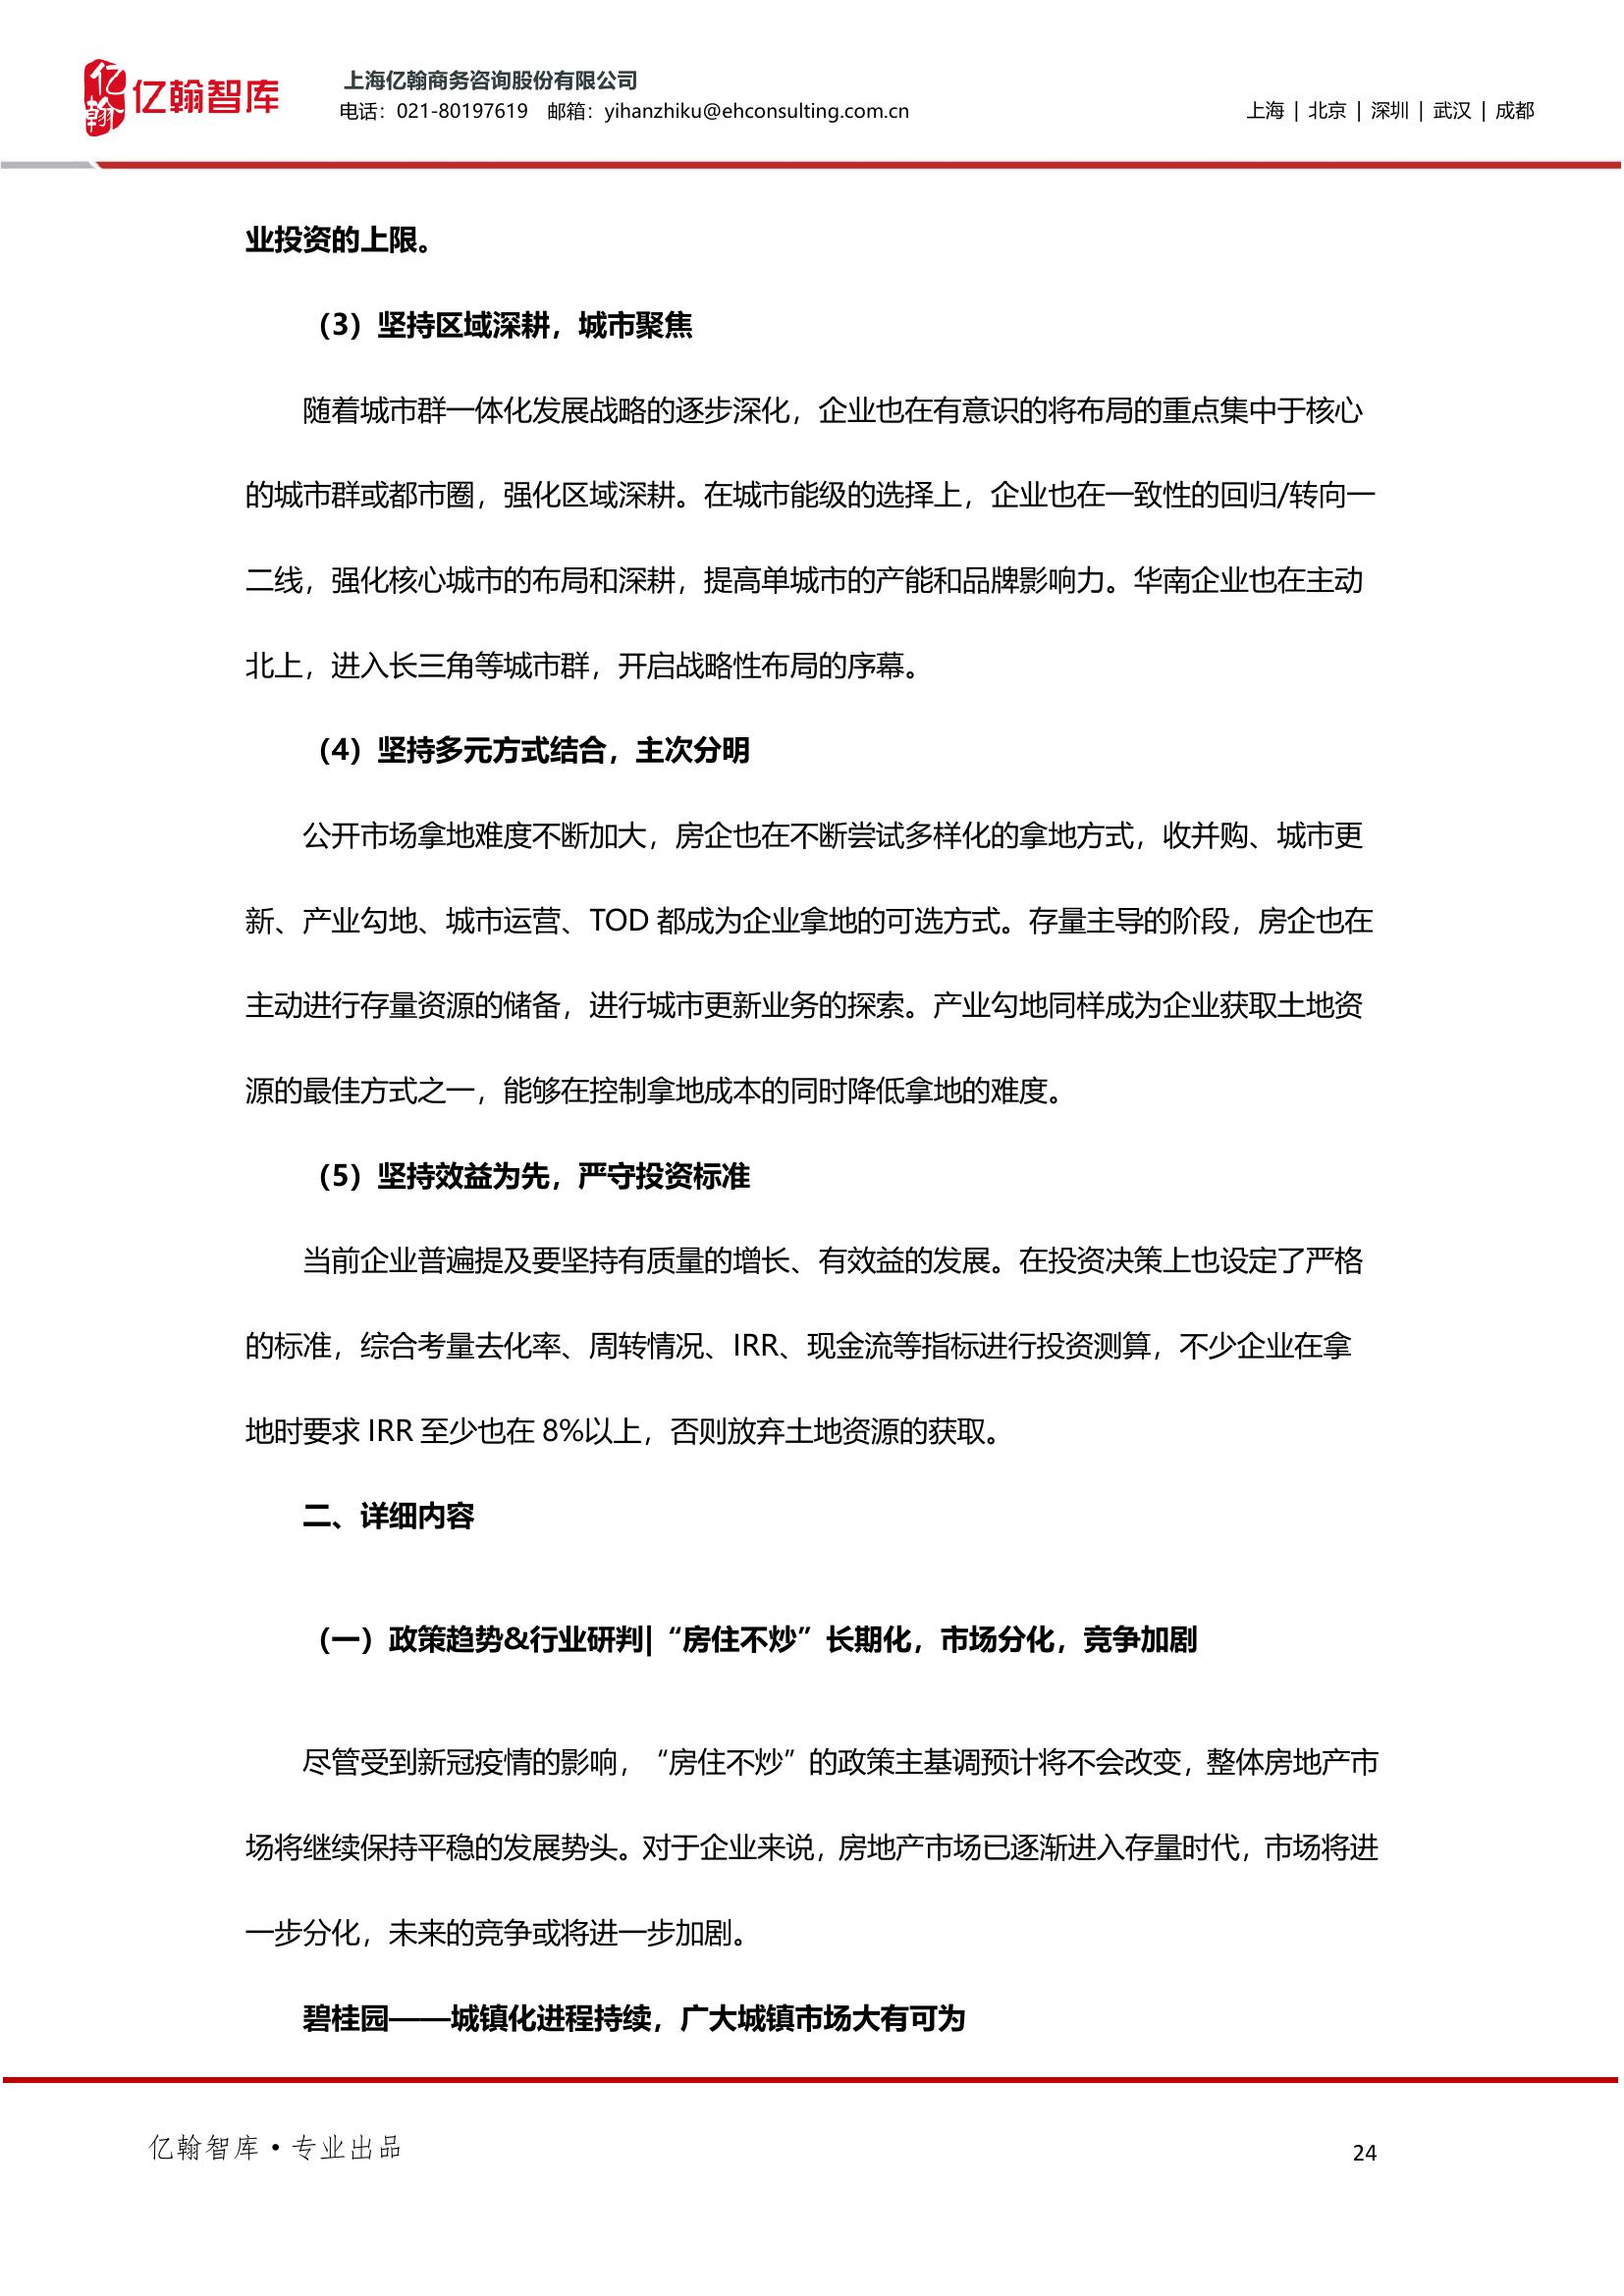 亿翰
亿翰智库
上海亿翰商务咨询股份有限公司
电话：021-80197619 邮箱：yihanzhiku@ehconsulting.com.cn
上海 | 北京 | 深圳 | 武汉 | 成都
业投资的上限。
（3）坚持区域深耕，城市聚焦
随着城市群一体化发展战略的逐步深化，企业也在有意识的将布局的重点集中于核心
的城市群或都市圈，强化区域深耕。在城市能级的选择上，企业也在一致性的回归/转向一
二线，强化核心城市的布局和深耕，提高单城市的产能和品牌影响力。华南企业也在主动
北上，进入长三角等城市群，开启战略性布局的序幕。
（4）坚持多元方式结合，主次分明
公开市场拿地难度不断加大，房企也在不断尝试多样化的拿地方式，收并购、城市更
新、产业勾地、城市运营、TOD 都成为企业拿地的可选方式。存量主导的阶段，房企也在
主动进行存量资源的储备，进行城市更新业务的探索。产业勾地同样成为企业获取土地资
源的最佳方式之一，能够在控制拿地成本的同时降低拿地的难度。
（5）坚持效益为先，严守投资标准
当前企业普遍提及要坚持有质量的增长、有效益的发展。在投资决策上也设定了严格
的标准，综合考量去化率、周转情况、IRR、现金流等指标进行投资测算，不少企业在拿
地时要求 IRR 至少也在 8%以上，否则放弃土地资源的获取。
二、详细内容
（一）政策趋势&行业研判|“房住不炒”长期化，市场分化，竞争加剧
尽管受到新冠疫情的影响，“房住不炒”的政策主基调预计将不会改变，整体房地产市
场将继续保持平稳的发展势头。对于企业来说，房地产市场已逐渐进入存量时代，市场将进
一步分化，未来的竞争或将进一步加剧。
碧桂园——城镇化进程持续，广大城镇市场大有可为
亿翰智库·专业出品
24